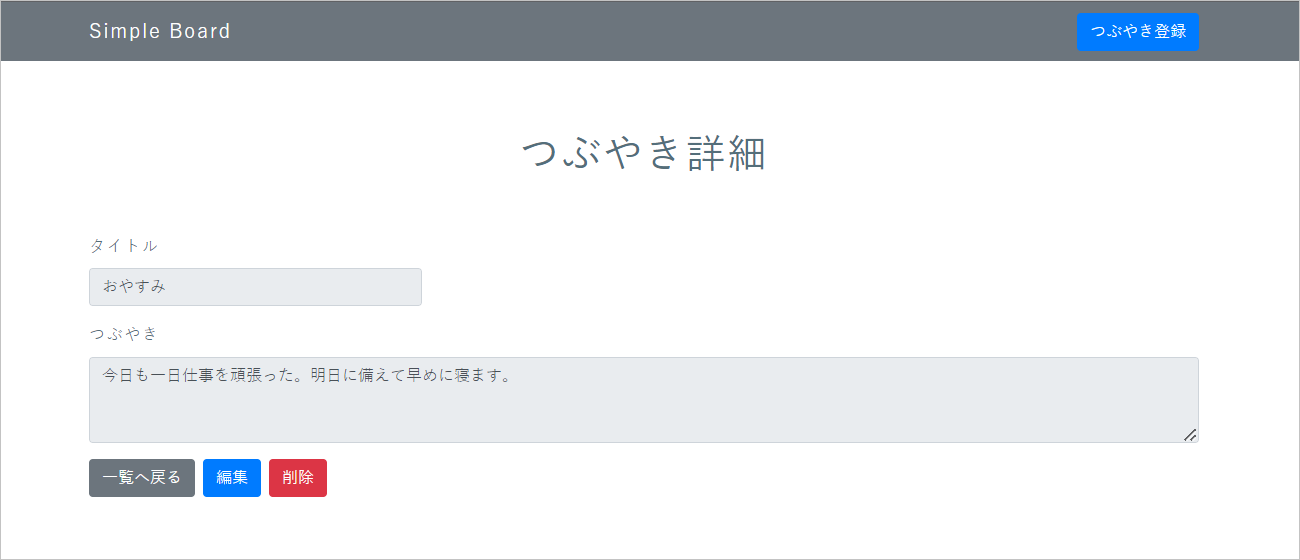 Simple Board
つぶやき登録
つぶやき詳細
タイトル
おやすみ
つぶやき
今日も一日仕事を頑張った。明日に備えて早めに寝ます。
一覧へ戻る
編集
削除